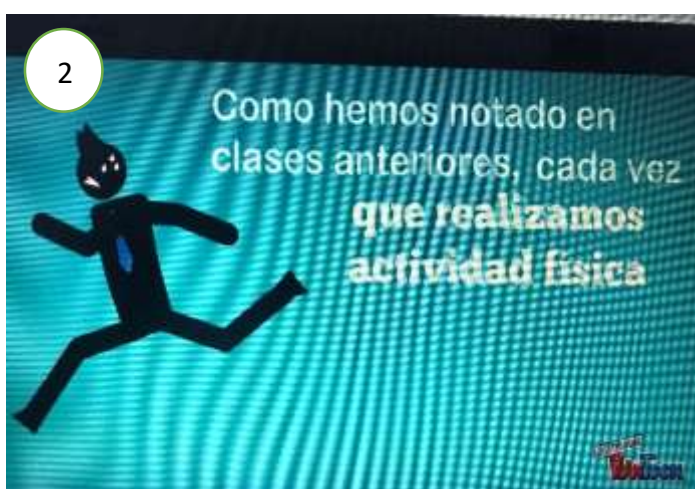 2
Como hemos notado en
clases anteriores, cada vez
que realizamos
actividad física